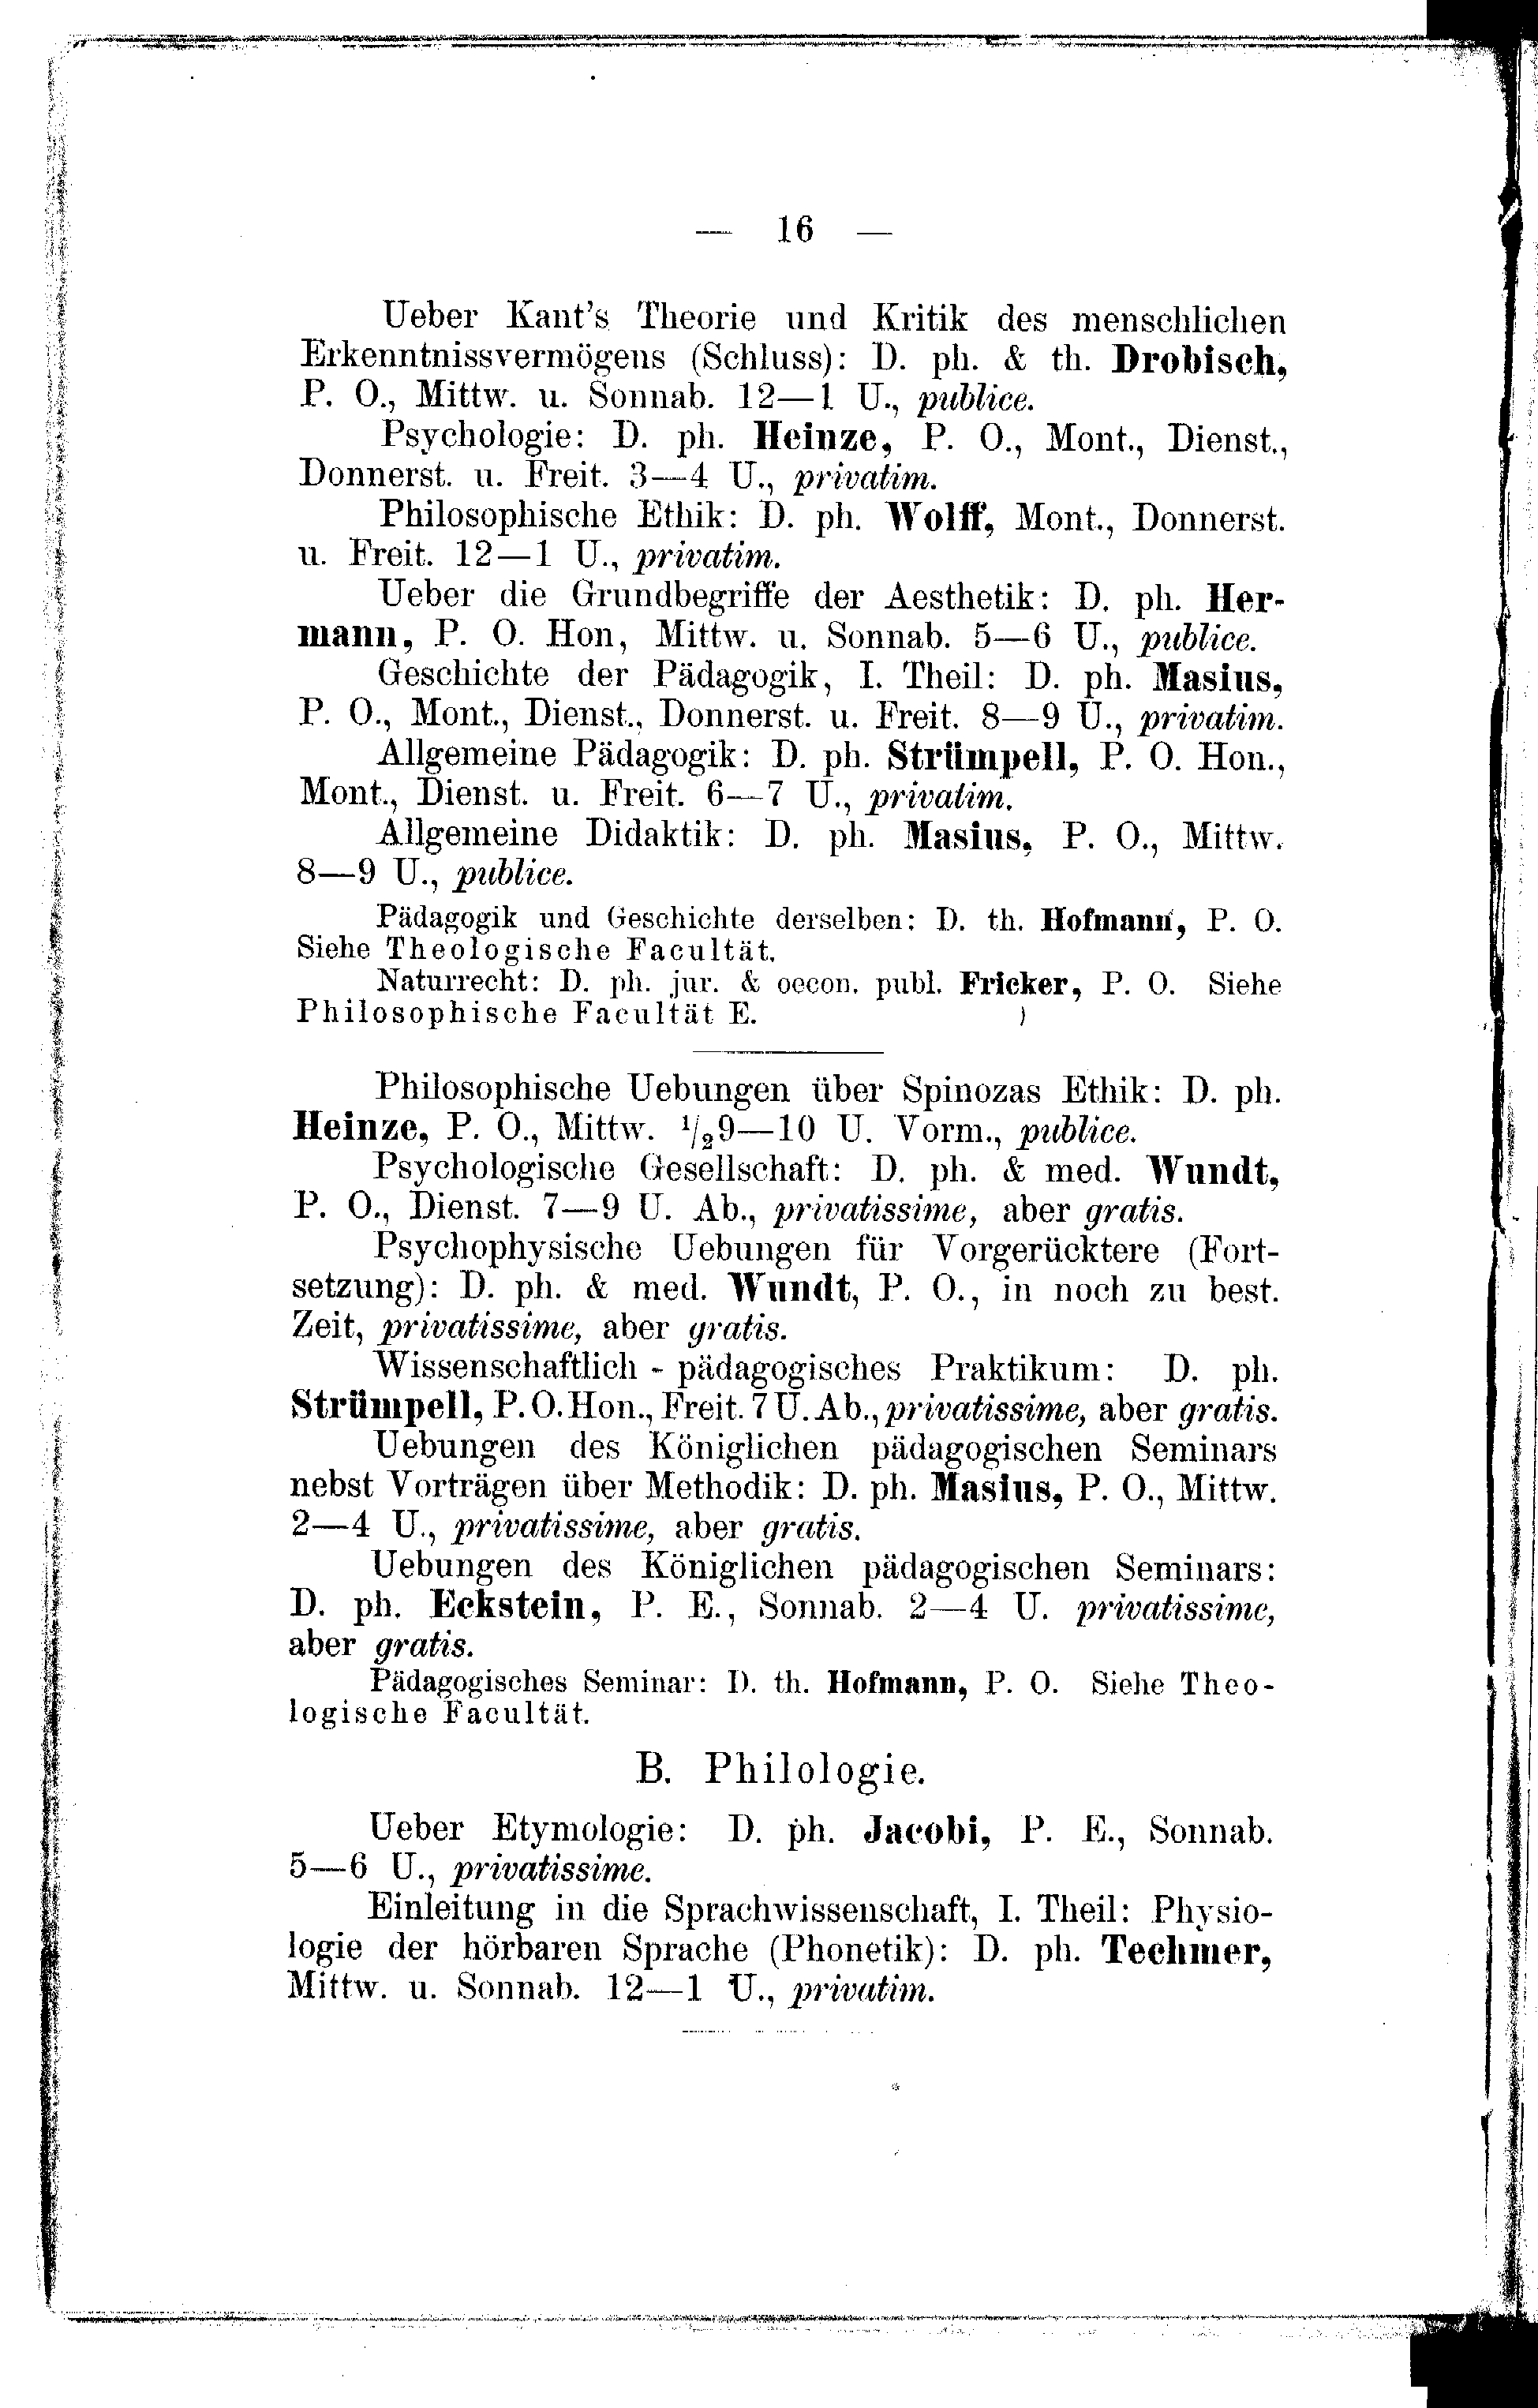 — 16 —
Ueber Kant's Theorie und Kritik des menschlichen
Erkenntnissvermögens (Schluss): D. ph. & th. Drobisch,
P. O., Mittw. u. Sonnab. 12—1 U., publice.
Psychologie: D. ph. Heinze, P. O., Mont., Dienst.,
Donnerst. u. Freit. 3—4 U., privatim.
Philosophische Ethik: D. ph. Wolff, Mont., Donnerst.
u. Freit. 12—1 U., privatim.
Ueber die Grundbegriffe der Aesthetik: D. ph. Her-
mann, P. O. Hon, Mittw. u. Sonnab. 5—6 U., publice.
Geschichte der Pädagogik, I. Theil: D. ph. Masius,
P. O., Mont., Dienst., Donnerst. u. Freit. 8—9 U., privatim.
Allgemeine Pädagogik: D. ph. Strümpell, P. O. Hon.,
Mont., Dienst. u. Freit. 6—7 U., privatim.
Allgemeine Didaktik: D. ph. Masius, P. O., Mittw.
8—9 U., publice.
Pädagogik und Geschichte derselben: D. th. Hofmann, P. O.
Siehe Theologische Facultät.
Naturrecht: D. ph. jur. & oecon. publ. Fricker, P. O. Siehe
Philosophische Facultät E.
Philosophische Uebungen über Spinozas Ethik: D. ph.
Heinze, P. O., Mittw. ¹/₂9—10 U. Vorm., publice.
Psychologische Gesellschaft: D. ph. & med. Wundt,
P. O., Dienst. 7—9 U. Ab., privatissime, aber gratis.
Psychophysische Uebungen für Vorgerücktere (Fort-
setzung): D. ph. & med. Wundt, P. O., in noch zu best.
Zeit, privatissime, aber gratis.
Wissenschaftlich - pädagogisches Praktikum: D. ph.
Strümpell, P. O. Hon., Freit. 7 U. Ab., privatissime, aber gratis.
Uebungen des Königlichen pädagogischen Seminars
nebst Vorträgen über Methodik: D. ph. Masius, P. O., Mittw.
2—4 U., privatissime, aber gratis.
Uebungen des Königlichen pädagogischen Seminars:
D. ph. Eckstein, P. E., Sonnab. 2—4 U. privatissime,
aber gratis.
Pädagogisches Seminar: D. th. Hofmann, P. O. Siehe Theo-
logische Facultät.
B. Philologie.
Ueber Etymologie: D. ph. Jacobi, P. E., Sonnab.
5—6 U., privatissime.
Einleitung in die Sprachwissenschaft, I. Theil: Physio-
logie der hörbaren Sprache (Phonetik): D. ph. Techmer,
Mittw. u. Sonnab. 12—1 U., privatim.